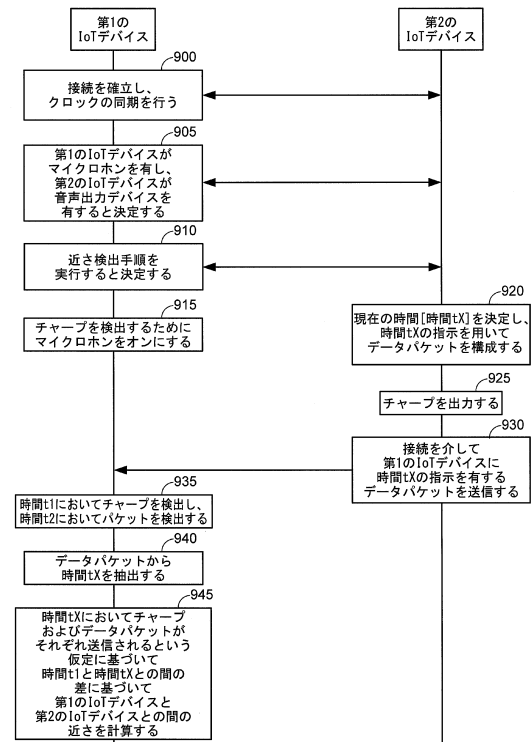 第1の
IoTデバイス
第2の
IoTデバイス
900
接続を確立し、
クロックの同期を行う
905
第1のIoTデバイスが
マイクロホンを有し、
第2のIoTデバイスが
音声出力デバイスを
有すると決定する
910
近さ検出手順を
実行すると決定する
915
チャープを検出するために
マイクロホンをオンにする
920
現在の時間[時間tX]を決定し、
時間tXの指示を用いて
データパケットを構成する
925
チャープを出力する
930
接続を介して
第1のIoTデバイスに
時間tXの指示を有する
データパケットを送信する
935
時間t1においてチャープを検出し、
時間t2においてパケットを検出する
940
データパケットから
時間tXを抽出する
945
時間tXにおいてチャープ
およびデータパケットが
それぞれ送信されるという
仮定に基づいて
時間t1と時間tXとの間の
差に基づいて
第1のIoTデバイスと
第2のIoTデバイスとの間の
近さを計算する